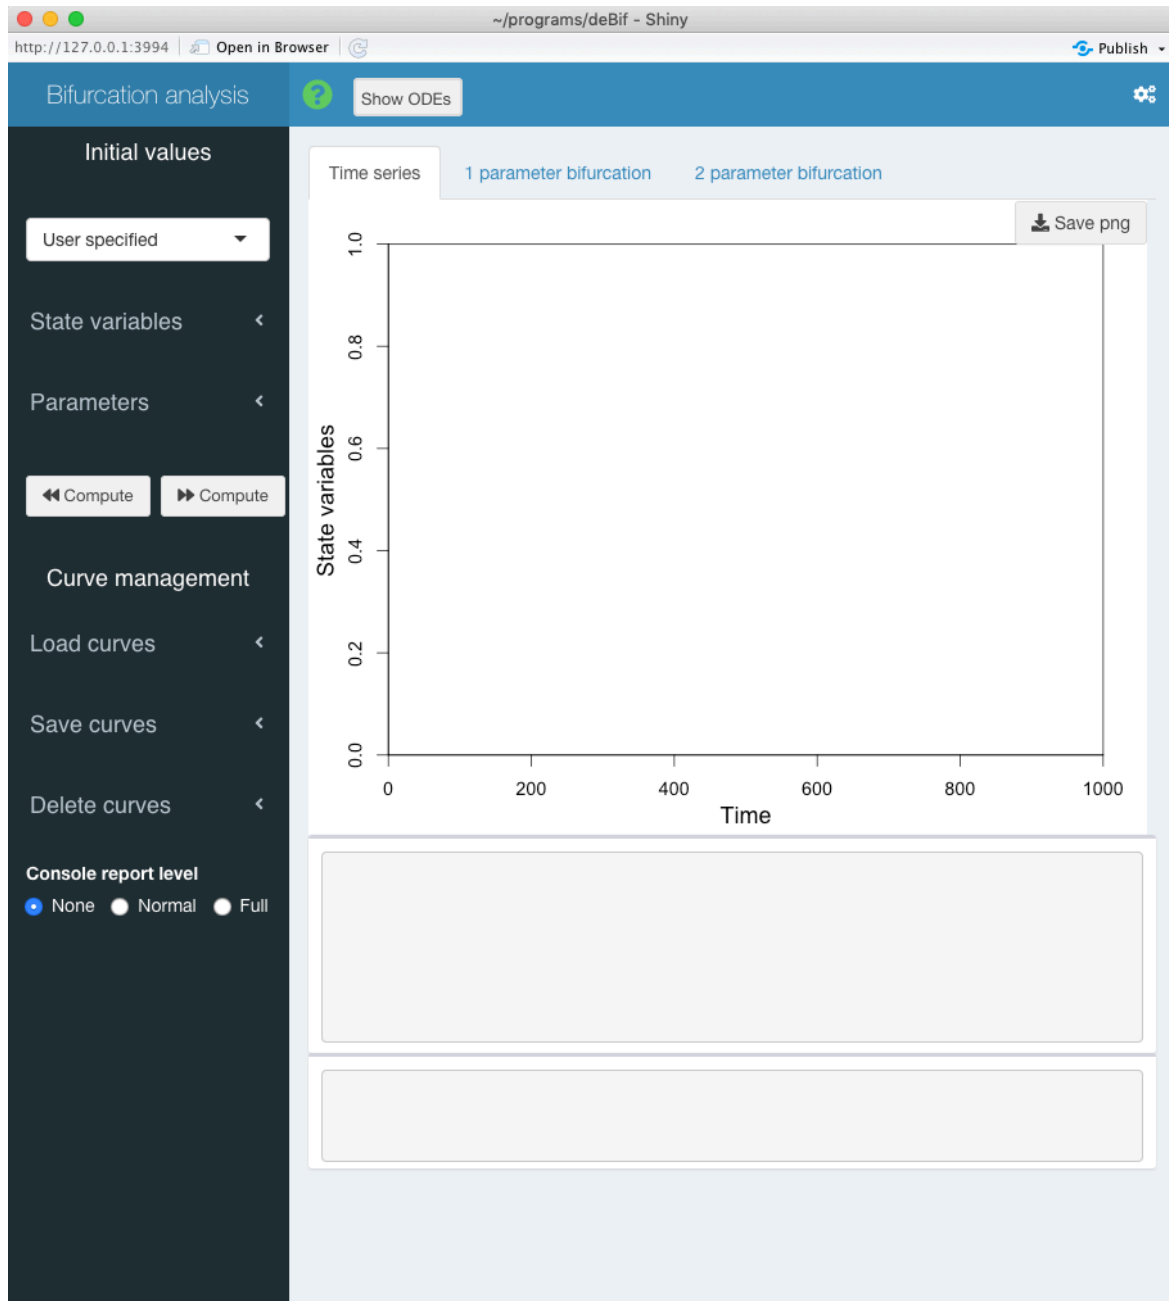 ~/programs/deBif - Shiny
http://127.0.0.1:3994 Open in Browser Publish
Bifurcation analysis
? Show ODEs
Initial values
User specified
State variables
Parameters
Compute Compute
Curve management
Load curves
Save curves
Delete curves
Console report level
None Normal Full
Time series 1 parameter bifurcation 2 parameter bifurcation
Save png
1.0
0.8
0.6
0.4
0.2
0.0
State variables
0 200 400 600 800 1000
Time